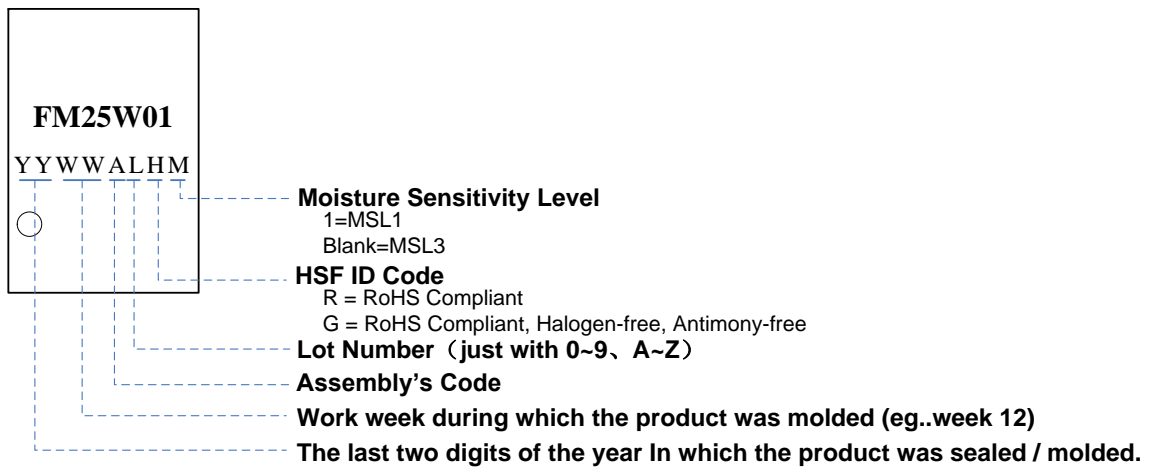 FM25W01
YYWWALHM
Moisture Sensitivity Level
1=MSL1
Blank=MSL3
HSF ID Code
R = RoHS Compliant
G = RoHS Compliant, Halogen-free, Antimony-free
Lot Number（just with 0~9、A~Z）
Assembly's Code
Work week during which the product was molded (eg..week 12)
The last two digits of the year In which the product was sealed / molded.